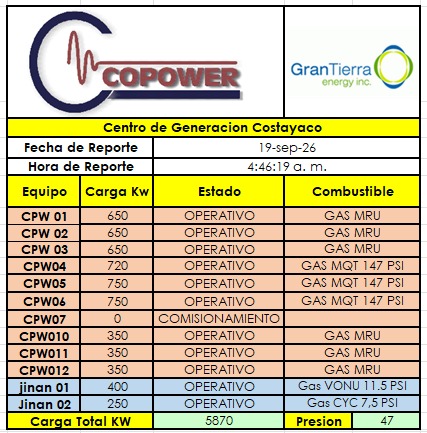 COPOWER
GranTierra
energy inc.
Centro de Generacion Costayaco
Fecha de Reporte 19-sep-26
Hora de Reporte 4:46:19 a. m.
Equipo Carga Kw Estado Combustible
CPW 01 650 OPERATIVO GAS MRU
CPW 02 650 OPERATIVO GAS MRU
CPW 03 650 OPERATIVO GAS MRU
CPW04 720 OPERATIVO GAS MQT 147 PSI
CPW05 750 OPERATIVO GAS MQT 147 PSI
CPW06 750 OPERATIVO GAS MQT 147 PSI
CPW07 0 COMISIONAMIENTO
CPW010 350 OPERATIVO GAS MRU
CPW011 350 OPERATIVO GAS MRU
CPW012 350 OPERATIVO GAS MRU
jinan 01 400 OPERATIVO Gas VONU 11.5 PSI
Jinan 02 250 OPERATIVO Gas CYC 7,5 PSI
Carga Total KW 5870 Presion 47